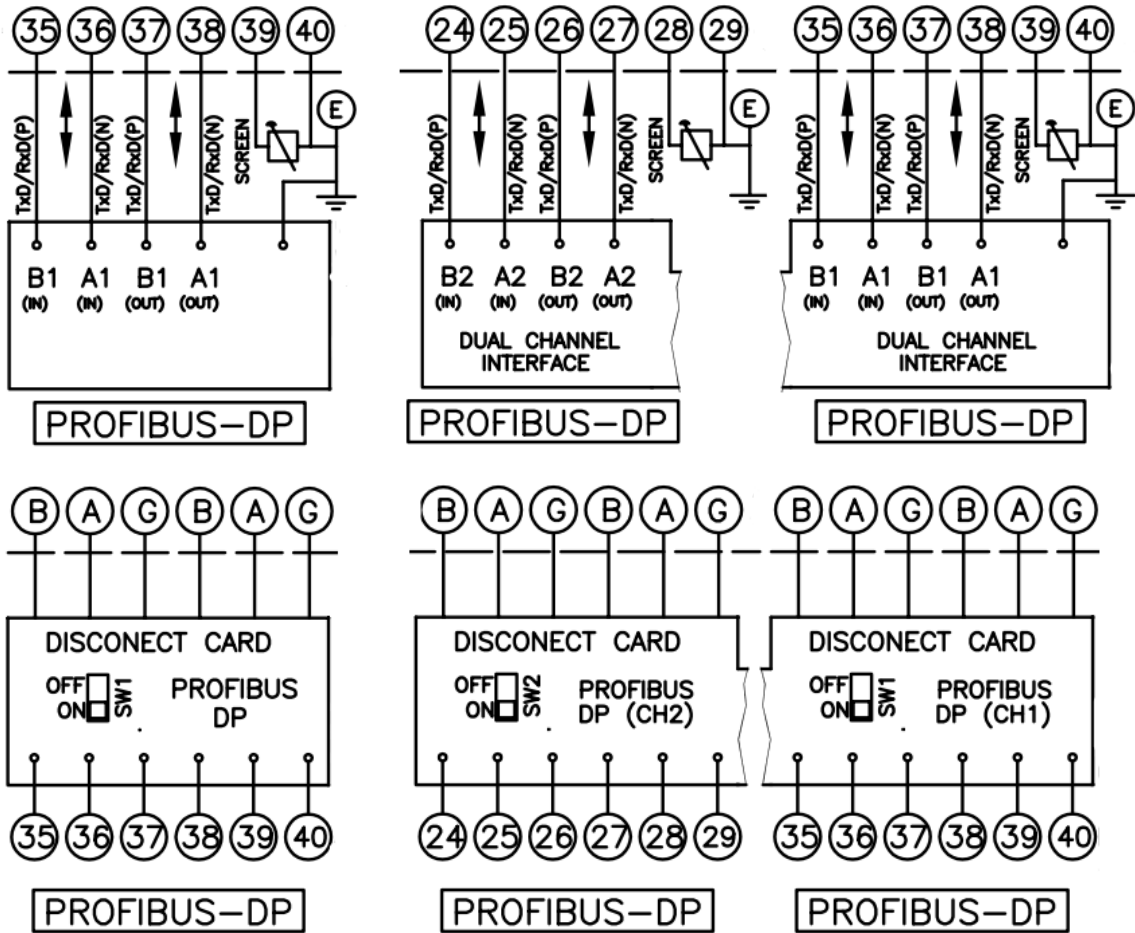 35 36 37 38 39 40
24 25 26 27 28 29
35 36 37 38 39 40
E
E
E
TxD/RxD(P)
TxD/RxD(N)
TxD/RxD(P)
TxD/RxD(N)
SCREEN
TxD/RxD(P)
TxD/RxD(N)
TxD/RxD(P)
TxD/RxD(N)
SCREEN
TxD/RxD(P)
TxD/RxD(N)
TxD/RxD(P)
TxD/RxD(N)
SCREEN
B1 A1 B1 A1
(IN) (IN) (OUT) (OUT)
B2 A2 B2 A2
(IN) (IN) (OUT) (OUT)
DUAL CHANNEL
INTERFACE
B1 A1 B1 A1
(IN) (IN) (OUT) (OUT)
DUAL CHANNEL
INTERFACE
PROFIBUS-DP
PROFIBUS-DP
PROFIBUS-DP
B A G B A G
B A G B A G
B A G B A G
DISCONECT CARD
OFF
ON
SW1
PROFIBUS
DP
DISCONECT CARD
OFF
ON
SW2
PROFIBUS
DP (CH2)
DISCONECT CARD
OFF
ON
SW1
PROFIBUS
DP (CH1)
35 36 37 38 39 40
24 25 26 27 28 29
35 36 37 38 39 40
PROFIBUS-DP
PROFIBUS-DP
PROFIBUS-DP